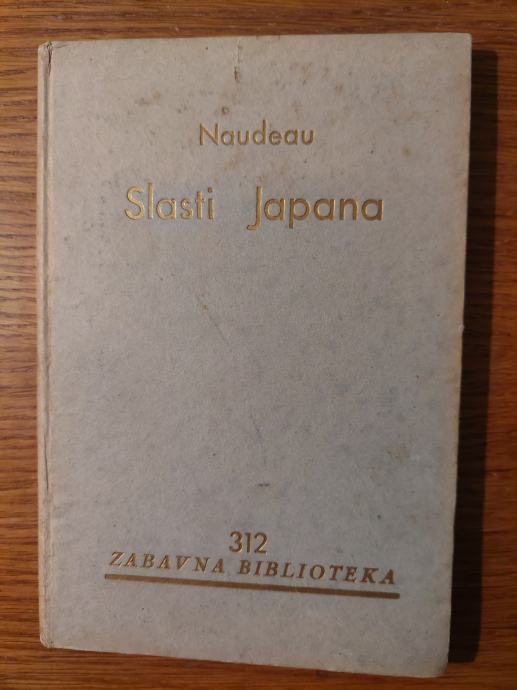 Naudeau
Slasti Japana
312
ZABAVNA BIBLIOTEKA